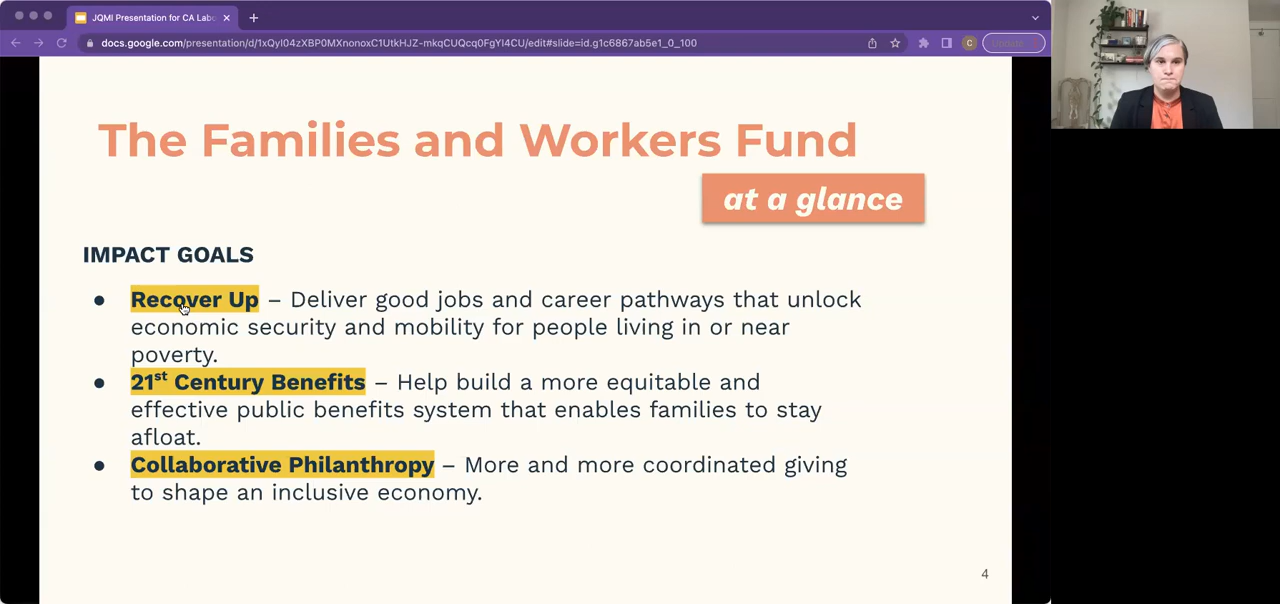 JQMI Presentation for CA Labo
docs.google.com/presentation/d/1xQyI04zXBP0MXnonoxC1UtkHJZ-mkqCUQcq0FgYI4CU/edit#slide=id.g1c6867ab5e1_0_100
C
Update
The Families and Workers Fund
at a glance
IMPACT GOALS
● Recover Up – Deliver good jobs and career pathways that unlock
economic security and mobility for people living in or near
poverty.
● 21st Century Benefits – Help build a more equitable and
effective public benefits system that enables families to stay
afloat.
● Collaborative Philanthropy – More and more coordinated giving
to shape an inclusive economy.
4